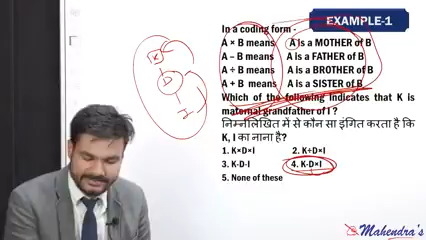 EXAMPLE-1
In a coding form -
A × B means A is a MOTHER of B
A – B means A is a FATHER of B
A ÷ B means A is a BROTHER of B
A + B means A is a SISTER of B
Which of the following indicates that K is
maternal grandfather of I ?
निम्नलिखित में से कौन सा इंगित करता है कि
K, I का नाना है?
1. K×D×I 2. K÷D×I
3. K-D-I 4. K-D×I
5. None of these
K
D
I
Mahendra's